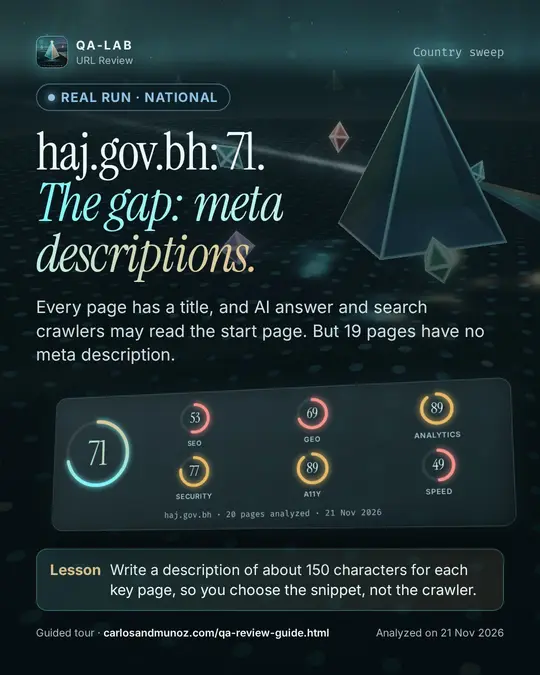 QA-LAB
URL Review
Country sweep
REAL RUN · NATIONAL
haj.gov.bh: 71.
The gap: meta
descriptions.
Every page has a title, and AI answer and search
crawlers may read the start page. But 19 pages have no
meta description.
71
53
SEO
69
GEO
89
ANALYTICS
77
SECURITY
89
A11Y
49
SPEED
haj.gov.bh · 20 pages analyzed · 21 Nov 2026
Lesson Write a description of about 150 characters for each
key page, so you choose the snippet, not the crawler.
Guided tour · carlosandmunoz.com/qa-review-guide.html
Analyzed on 21 Nov 2026